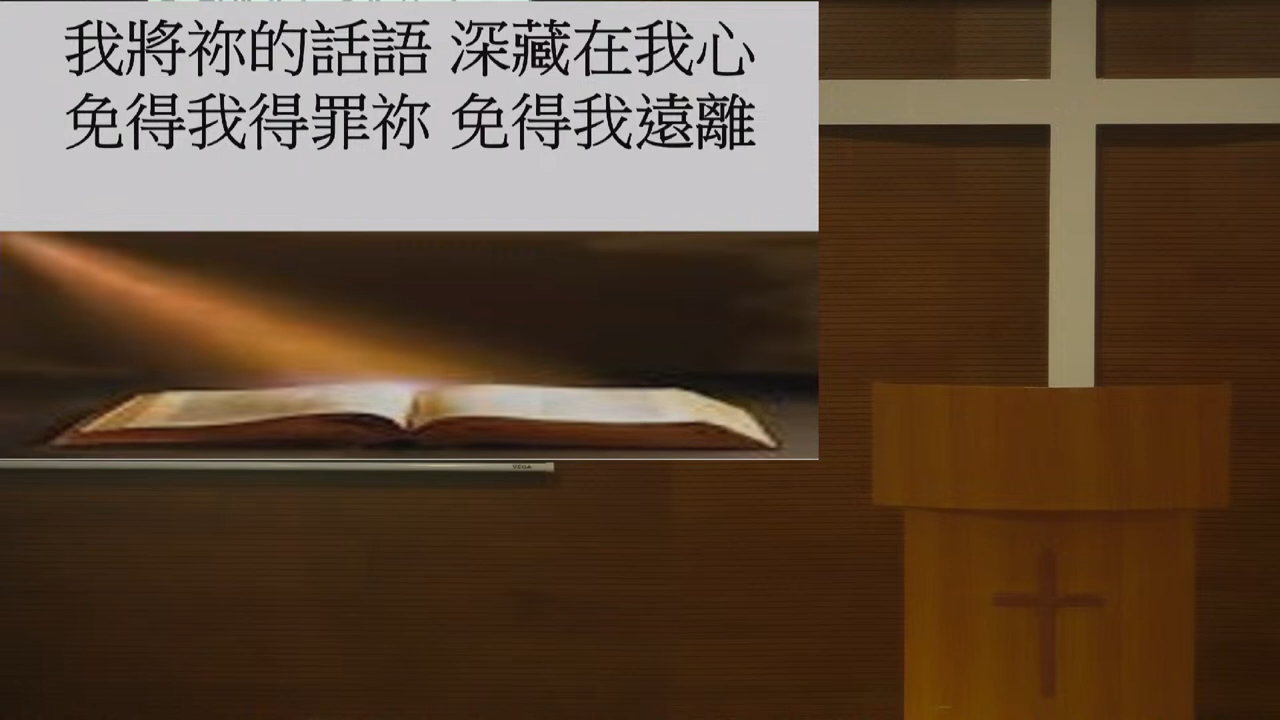 我將祢的話語 深藏在我心
免得我得罪祢 免得我遠離